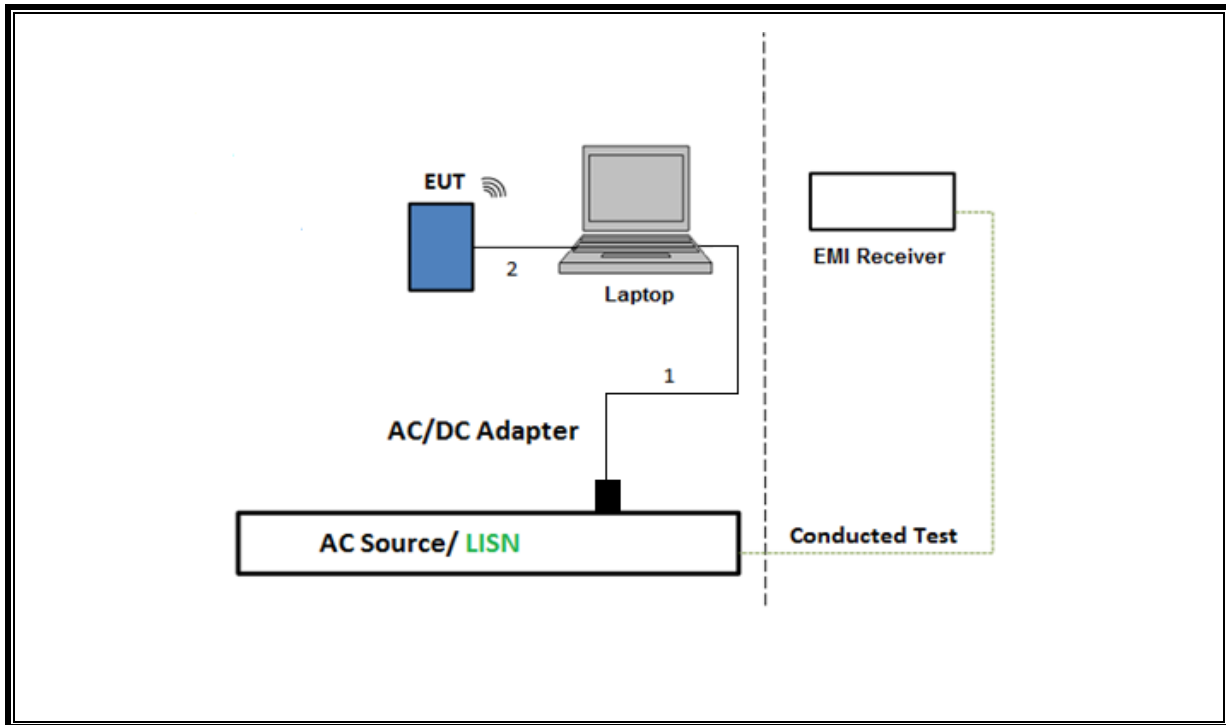 EUT
2
Laptop
EMI Receiver
1
AC/DC Adapter
AC Source/ LISN
Conducted Test